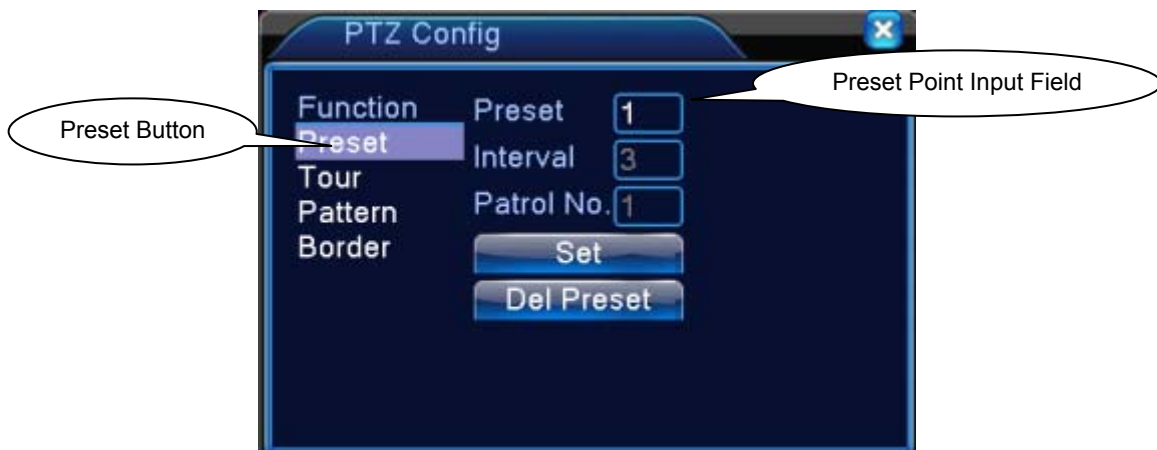 PTZ Config
Preset Point Input Field
Preset Button
Function
Preset
Tour
Pattern
Border
Preset 1
Interval 3
Patrol No. 1
Set
Del Preset